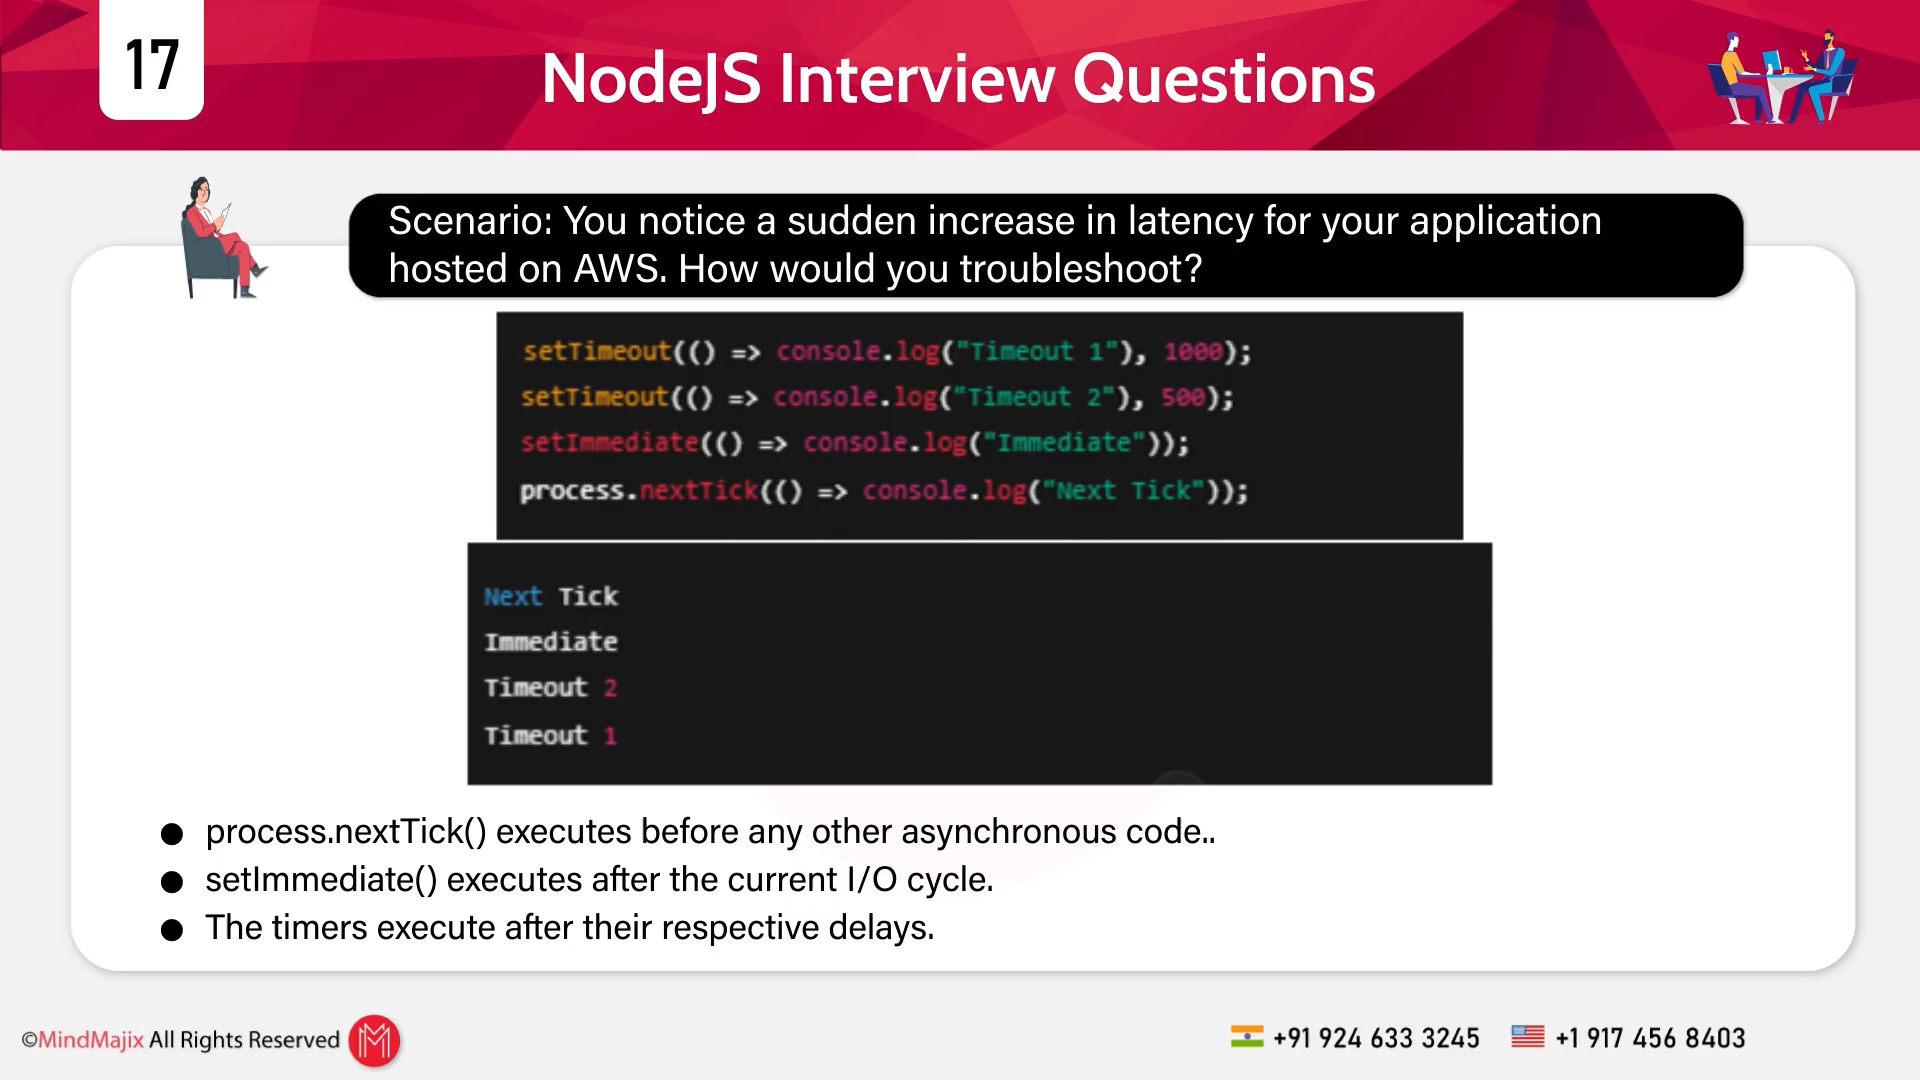 17
NodeJS Interview Questions
Scenario: You notice a sudden increase in latency for your application
hosted on AWS. How would you troubleshoot?
setTimeout(() => console.log("Timeout 1"), 1000);
setTimeout(() => console.log("Timeout 2"), 500);
setImmediate(() => console.log("Immediate"));
process.nextTick(() => console.log("Next Tick"));
Next Tick
Immediate
Timeout 2
Timeout 1
● process.nextTick() executes before any other asynchronous code..
● setImmediate() executes after the current I/O cycle.
● The timers execute after their respective delays.
©MindMajix All Rights Reserved
+91 924 633 3245
+1 917 456 8403